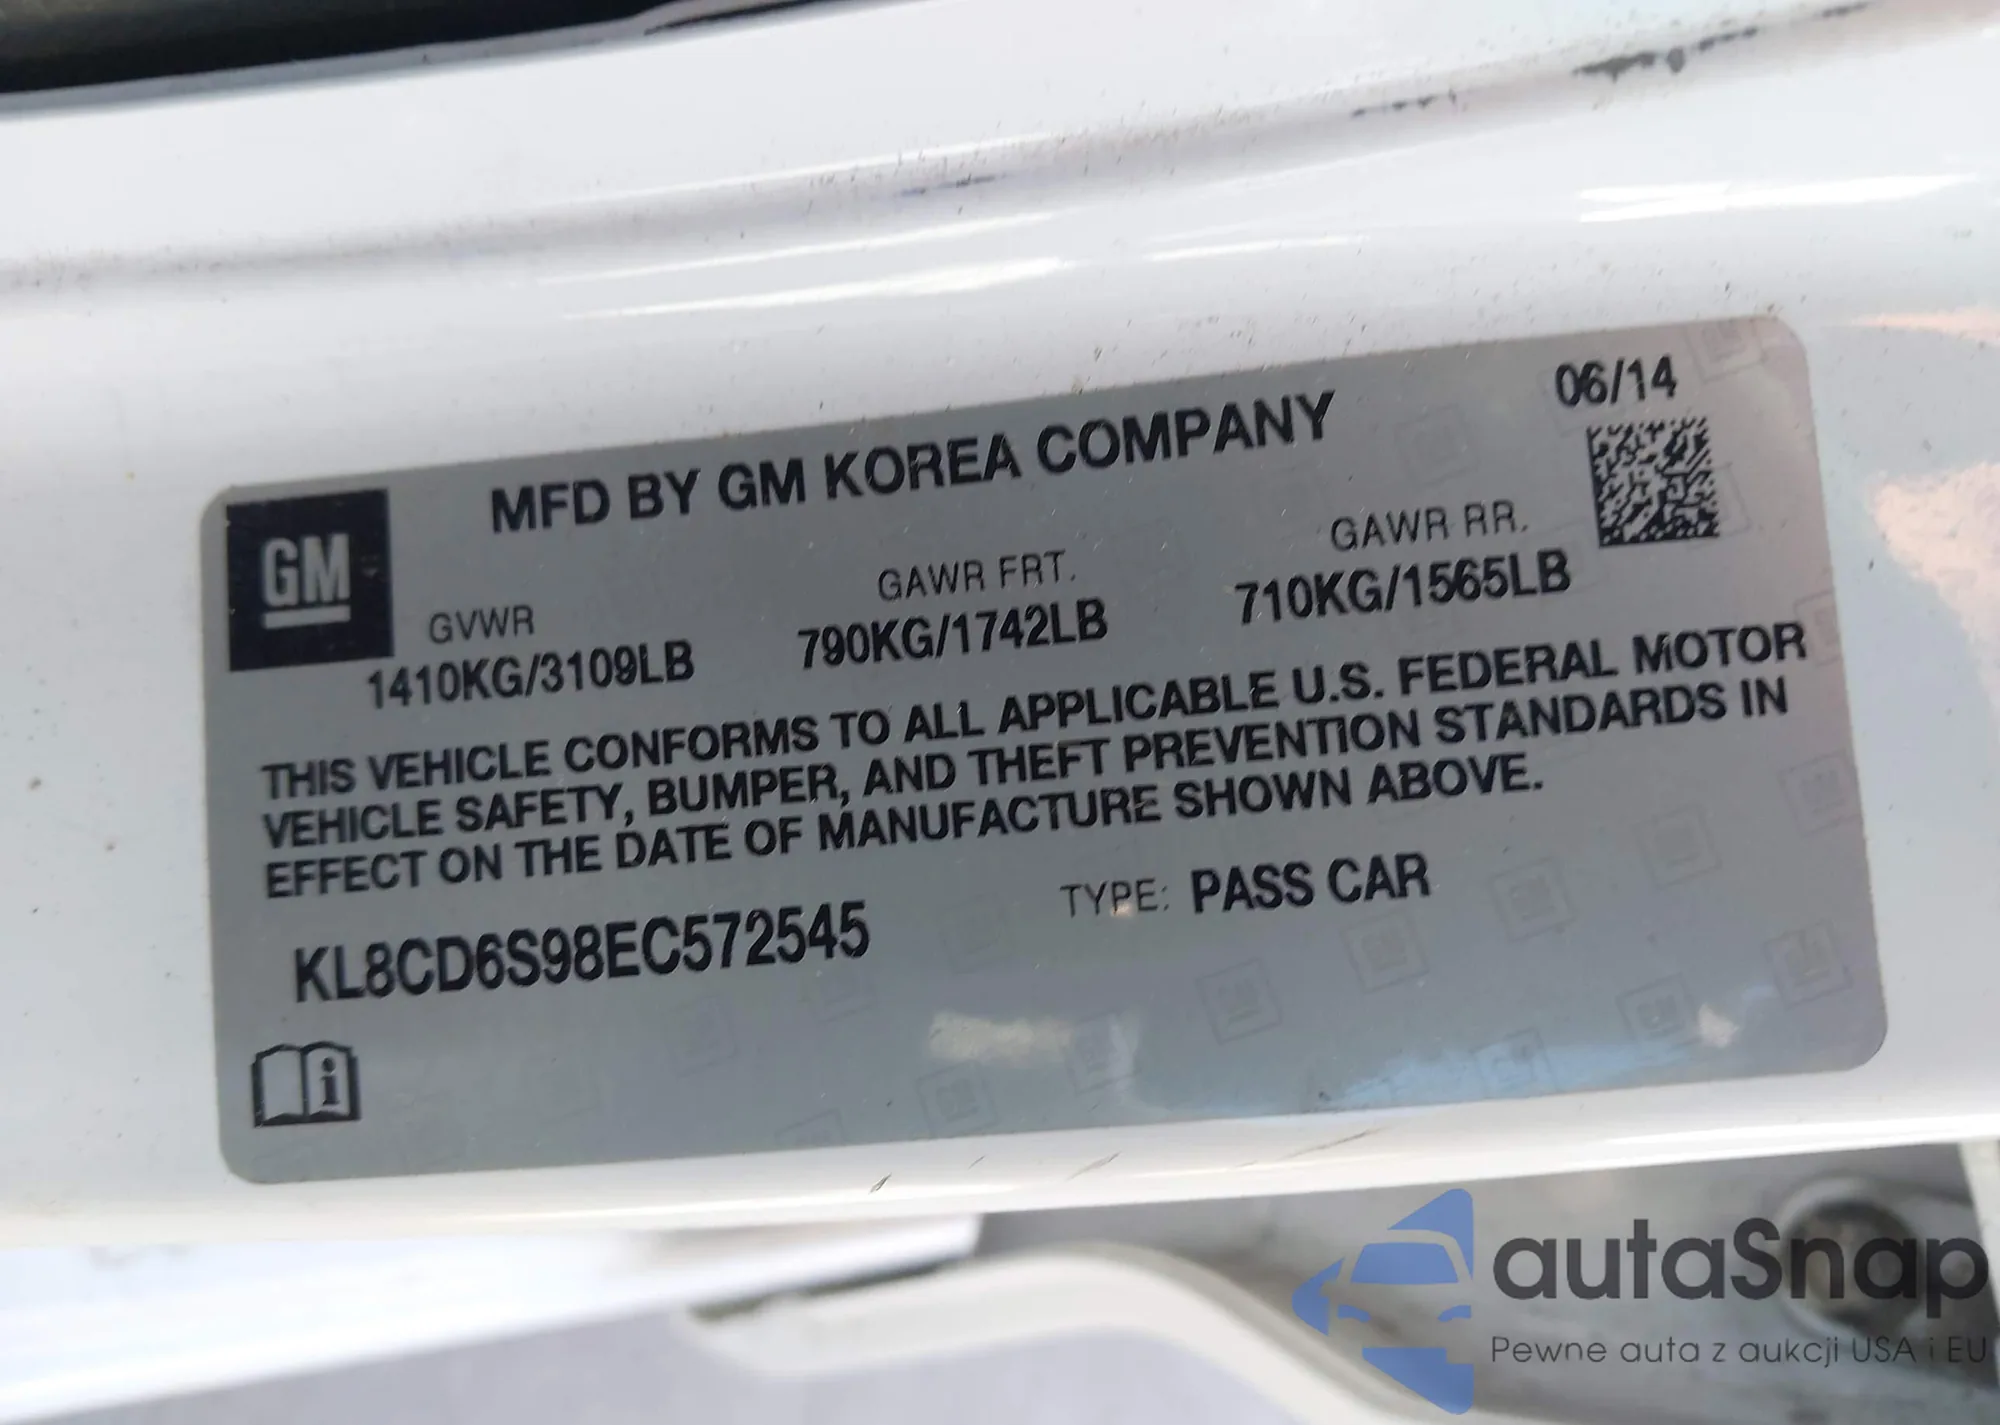 06/14
MFD BY GM KOREA COMPANY
GM
GVWR GAWR FRT. GAWR RR.
1410KG/3109LB 790KG/1742LB 710KG/1565LB
THIS VEHICLE CONFORMS TO ALL APPLICABLE U.S. FEDERAL MOTOR
VEHICLE SAFETY, BUMPER, AND THEFT PREVENTION STANDARDS IN
EFFECT ON THE DATE OF MANUFACTURE SHOWN ABOVE.
KL8CD6S98EC572545 TYPE: PASS CAR
i
autaSnap
Pewne auta z aukcji USA i EU